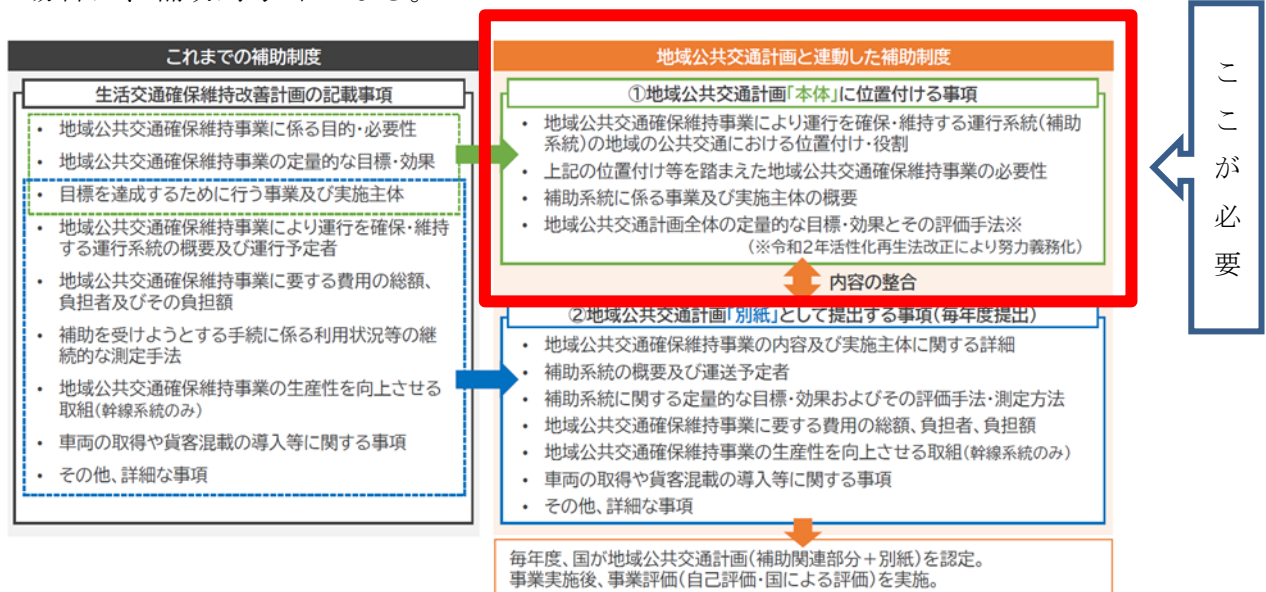 これまでの補助制度
生活交通確保維持改善計画の記載事項
・ 地域公共交通確保維持事業に係る目的・必要性
・ 地域公共交通確保維持事業の定量的な目標・効果
・ 目標を達成するために行う事業及び実施主体
・ 地域公共交通確保維持事業により運行を確保・維持
する運行系統の概要及び運行予定者
・ 地域公共交通確保維持事業に要する費用の総額、
負担者及びその負担額
・ 補助を受けようとする手続に係る利用状況等の継
続的な測定手法
・ 地域公共交通確保維持事業の生産性を向上させる
取組(幹線系統のみ)
・ 車両の取得や貨客混載の導入等に関する事項
・ その他、詳細な事項
地域公共交通計画と連動した補助制度
①地域公共交通計画「本体」に位置付ける事項
・ 地域公共交通確保維持事業により運行を確保・維持する運行系統(補助
系統)の地域の公共交通における位置付け・役割
・ 上記の位置付け等を踏まえた地域公共交通確保維持事業の必要性
・ 補助系統に係る事業及び実施主体の概要
・ 地域公共交通計画全体の定量的な目標・効果とその評価手法※
(※令和2年活性化再生法改正により努力義務化)
内容の整合
②地域公共交通計画「別紙」として提出する事項(毎年度提出)
・ 地域公共交通確保維持事業の内容及び実施主体に関する詳細
・ 補助系統の概要及び運送予定者
・ 補助系統に関する定量的な目標・効果およびその評価手法・測定方法
・ 地域公共交通確保維持事業に要する費用の総額、負担者、負担額
・ 地域公共交通確保維持事業の生産性を向上させる取組(幹線系統のみ)
・ 車両の取得や貨客混載の導入等に関する事項
・ その他、詳細な事項
毎年度、国が地域公共交通計画(補助関連部分+別紙)を認定。
事業実施後、事業評価(自己評価・国による評価)を実施。
ここが必要